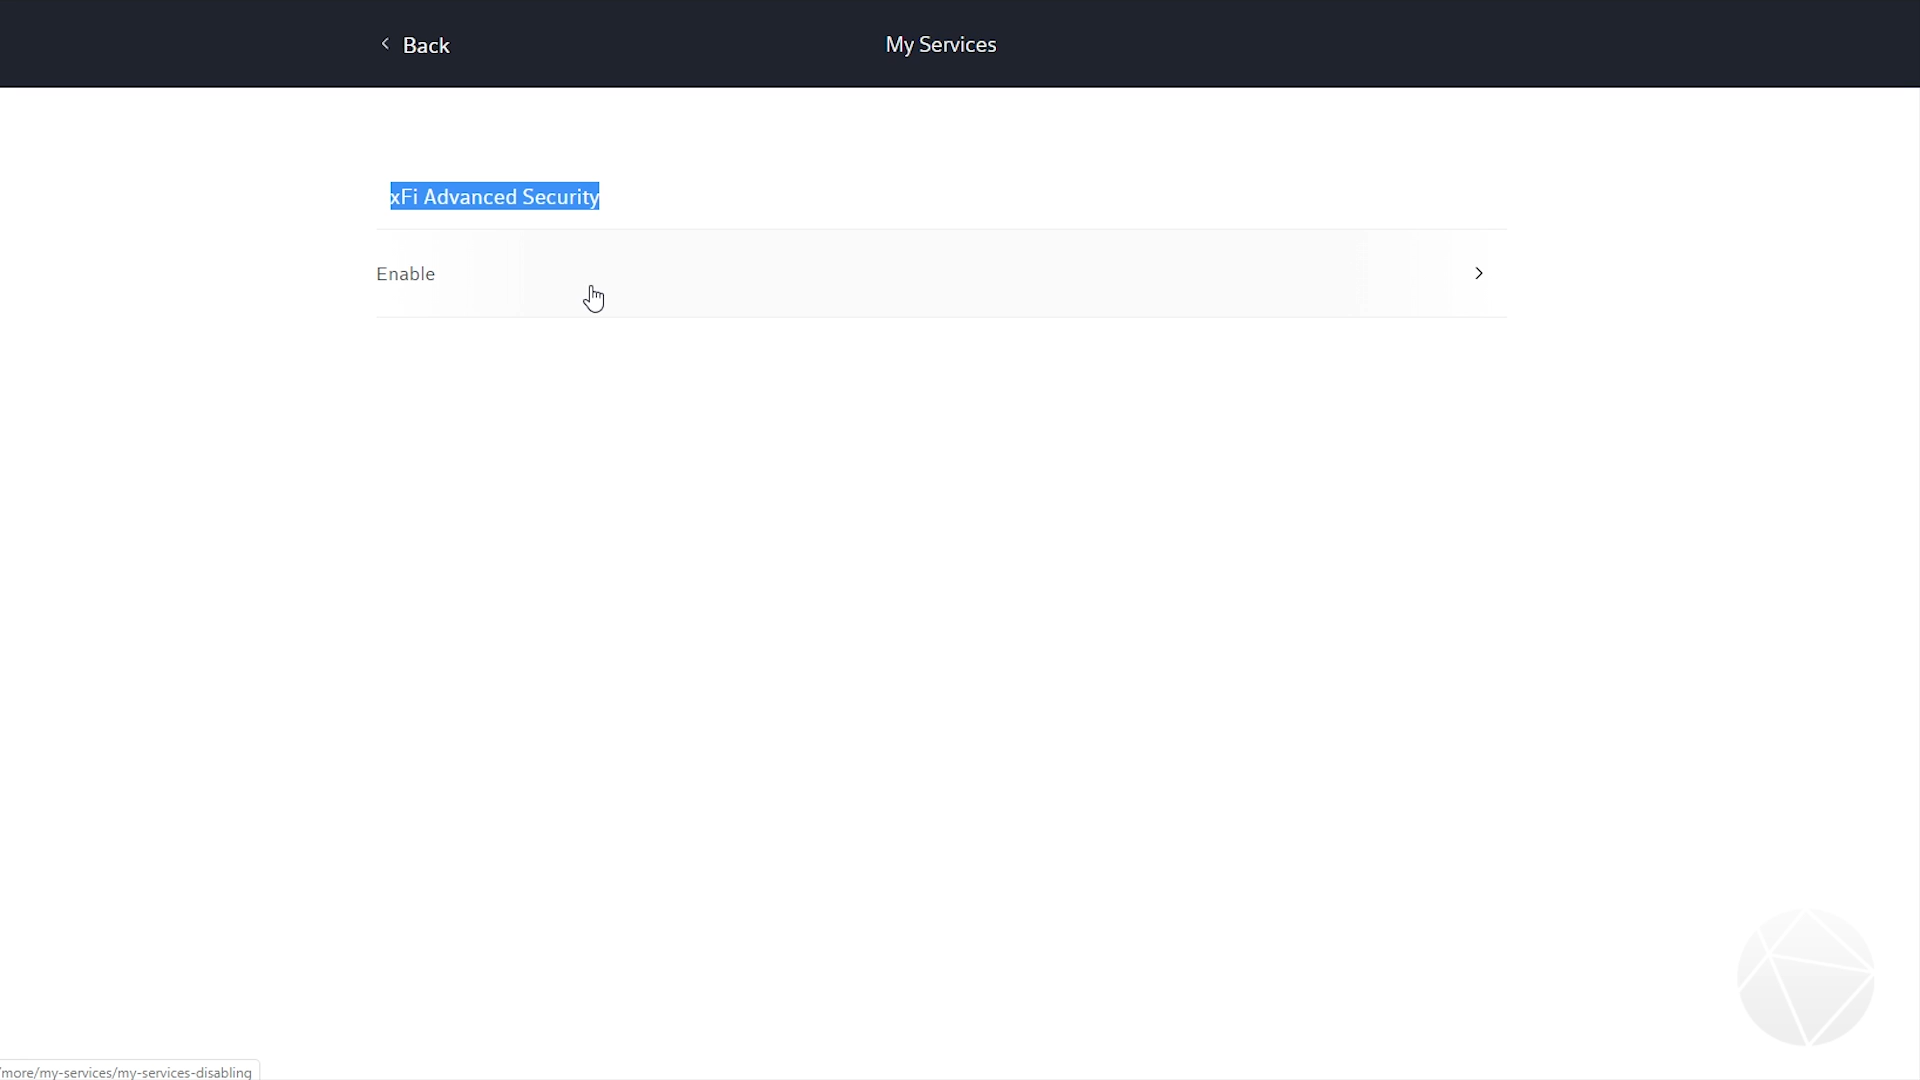 Back
My Services
xFi Advanced Security
Enable
/more/my-services/my-services-disabling